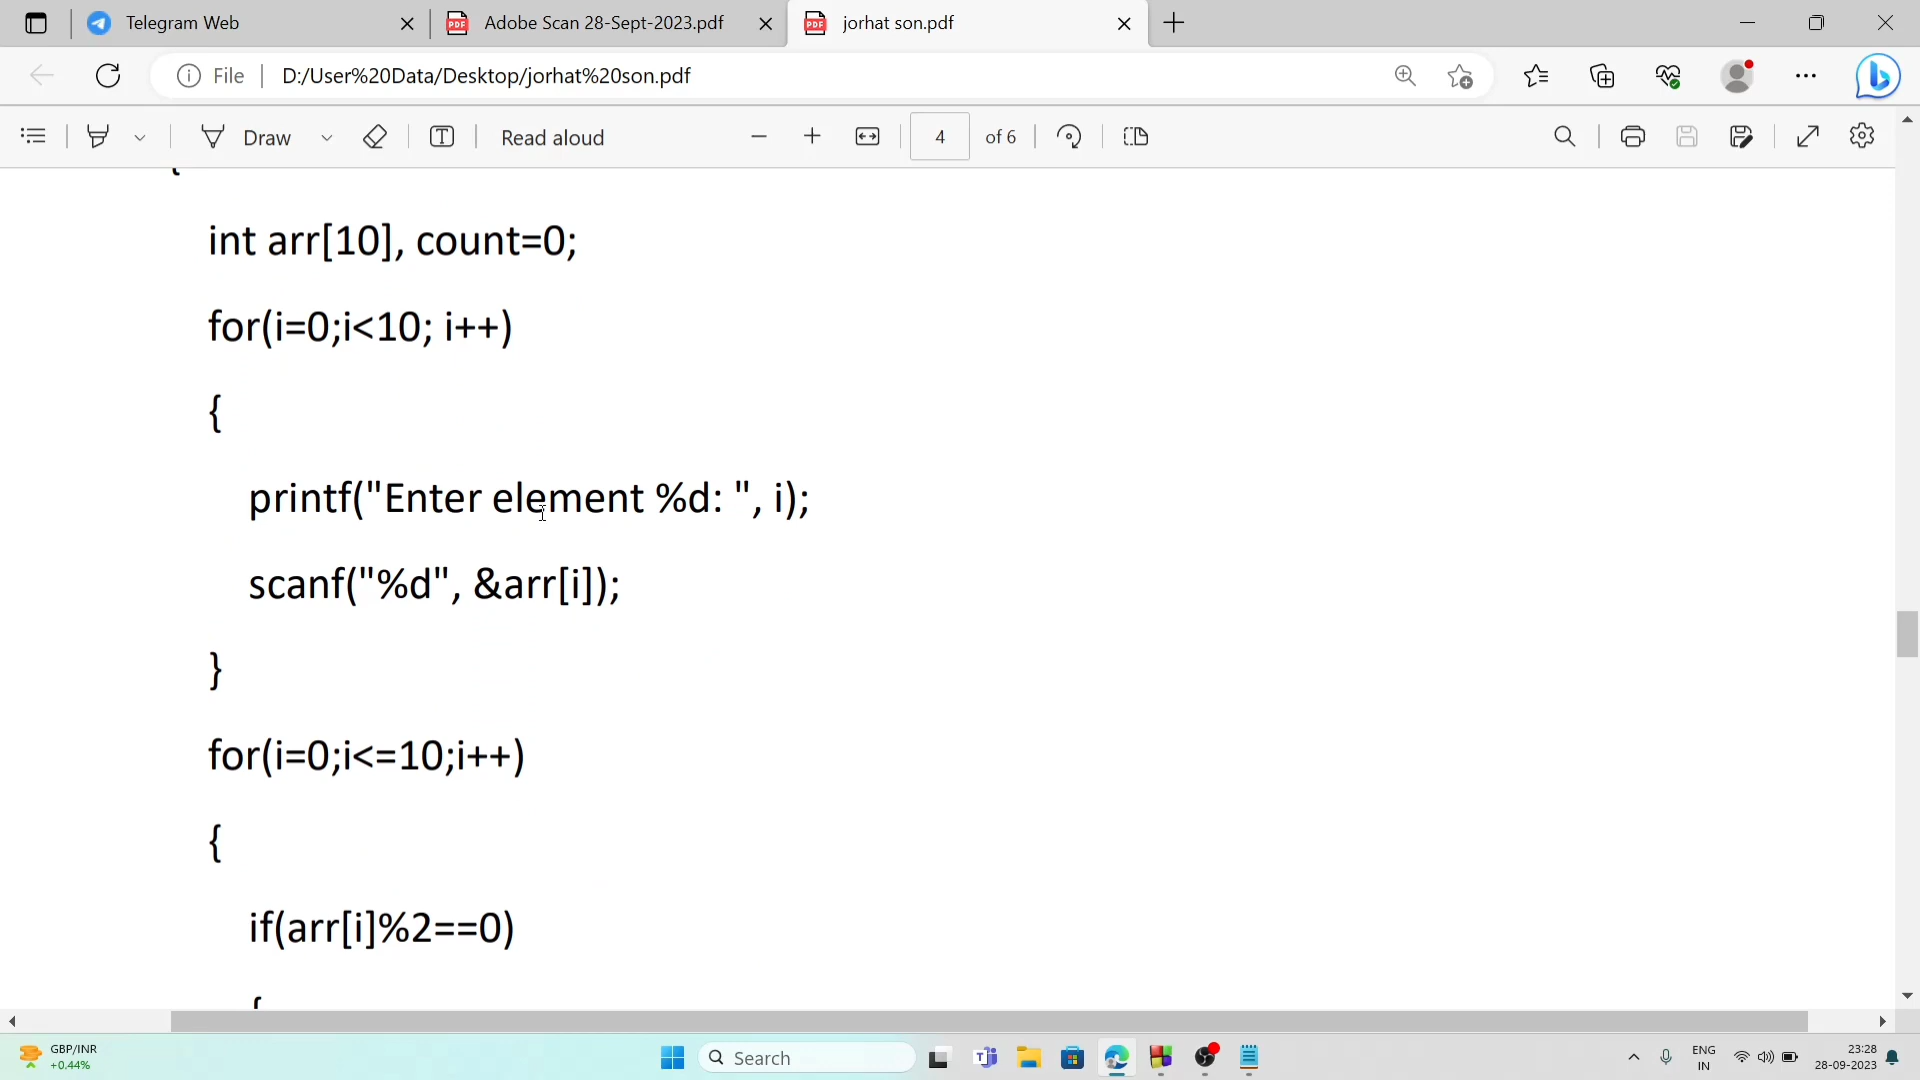 Telegram Web
Adobe Scan 28-Sept-2023.pdf
jorhat son.pdf
File
D:/User%20Data/Desktop/jorhat%20son.pdf
Draw
Read aloud
4 of 6
{
int arr[10], count=0;
for(i=0;i<10; i++)
{
printf("Enter element %d: ", i);
scanf("%d", &arr[i]);
}
for(i=0;i<=10;i++)
{
if(arr[i]%2==0)
{
GBP/INR
+0.44%
Search
ENG
IN
23:28
28-09-2023